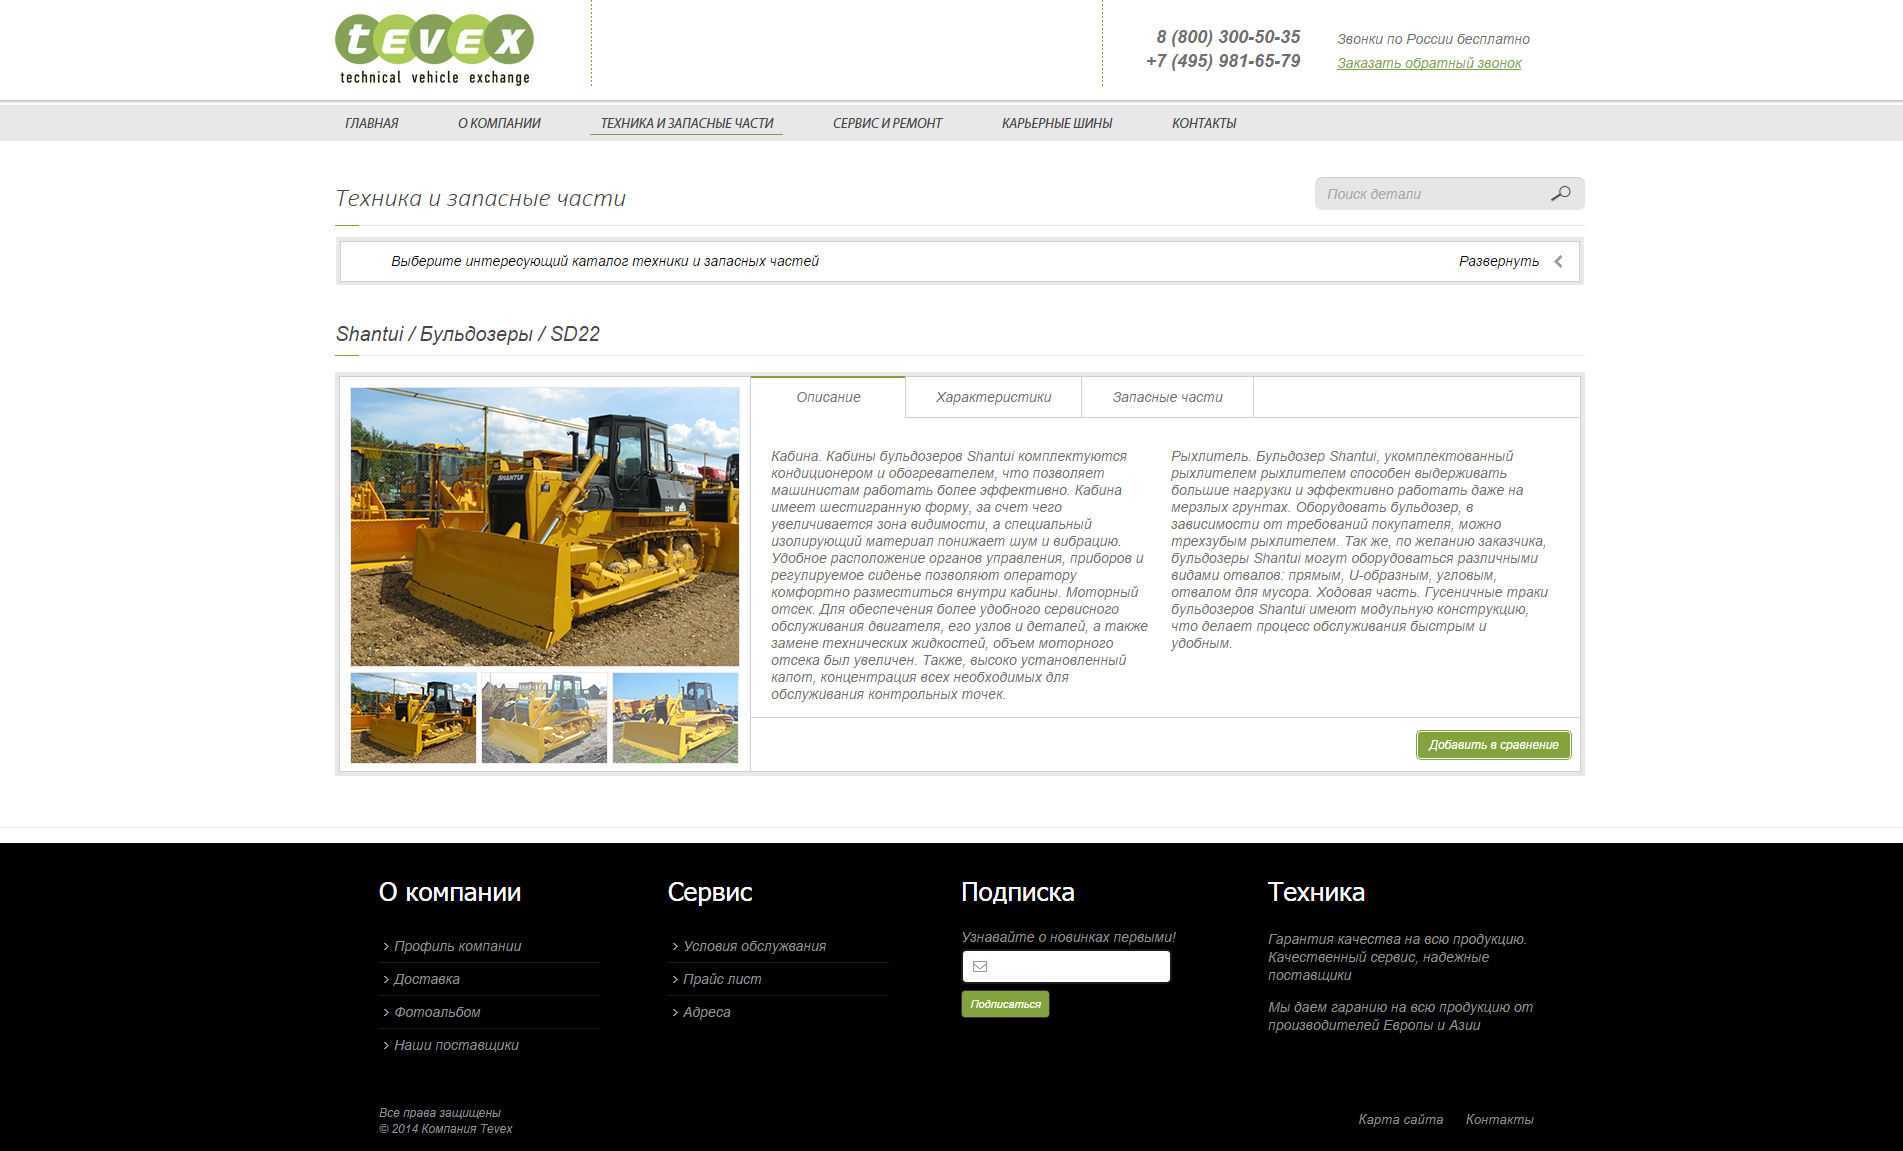 tevex
technical vehicle exchange
8 (800) 300-50-35
+7 (495) 981-65-79
Звонки по России бесплатно
Заказать обратный звонок
ГЛАВНАЯ
О КОМПАНИИ
ТЕХНИКА И ЗАПАСНЫЕ ЧАСТИ
СЕРВИС И РЕМОНТ
КАРЬЕРНЫЕ ШИНЫ
КОНТАКТЫ
Техника и запасные части
Поиск детали
Выберите интересующий каталог техники и запасных частей
Развернуть
Shantui / Бульдозеры / SD22
SHANTUI
SHANTUI
Описание
Характеристики
Запасные части
Кабина. Кабины бульдозеров Shantui комплектуются
кондиционером и обогревателем, что позволяет
машинистам работать более эффективно. Кабина
имеет шестигранную форму, за счет чего
увеличивается зона видимости, а специальный
изолирующий материал понижает шум и вибрацию.
Удобное расположение органов управления, приборов и
регулируемое сиденье позволяют оператору
комфортно разместиться внутри кабины. Моторный
отсек. Для обеспечения более удобного сервисного
обслуживания двигателя, его узлов и деталей, а также
замене технических жидкостей, объем моторного
отсека был увеличен. Также, высоко установленный
капот, концентрация всех необходимых для
обслуживания контрольных точек.
Рыхлитель. Бульдозер Shantui, укомплектованный
рыхлителем рыхлителем способен выдерживать
большие нагрузки и эффективно работать даже на
мерзлых грунтах. Оборудовать бульдозер, в
зависимости от требований покупателя, можно
трехзубым рыхлителем. Так же, по желанию заказчика,
бульдозеры Shantui могут оборудоваться различными
видами отвалов: прямым, U-образным, угловым,
отвалом для мусора. Ходовая часть. Гусеничные траки
бульдозеров Shantui имеют модульную конструкцию,
что делает процесс обслуживания быстрым и
удобным.
Добавить в сравнение
О компании
Профиль компании
Доставка
Фотоальбом
Наши поставщики
Сервис
Условия обслужвания
Прайс лист
Адреса
Подписка
Узнавайте о новинках первыми!
Подписаться
Техника
Гарантия качества на всю продукцию.
Качественный сервис, надежные
поставщики
Мы даем гаранию на всю продукцию от
производителей Европы и Азии
Все права защищены
© 2014 Компания Tevex
Карта сайта
Контакты